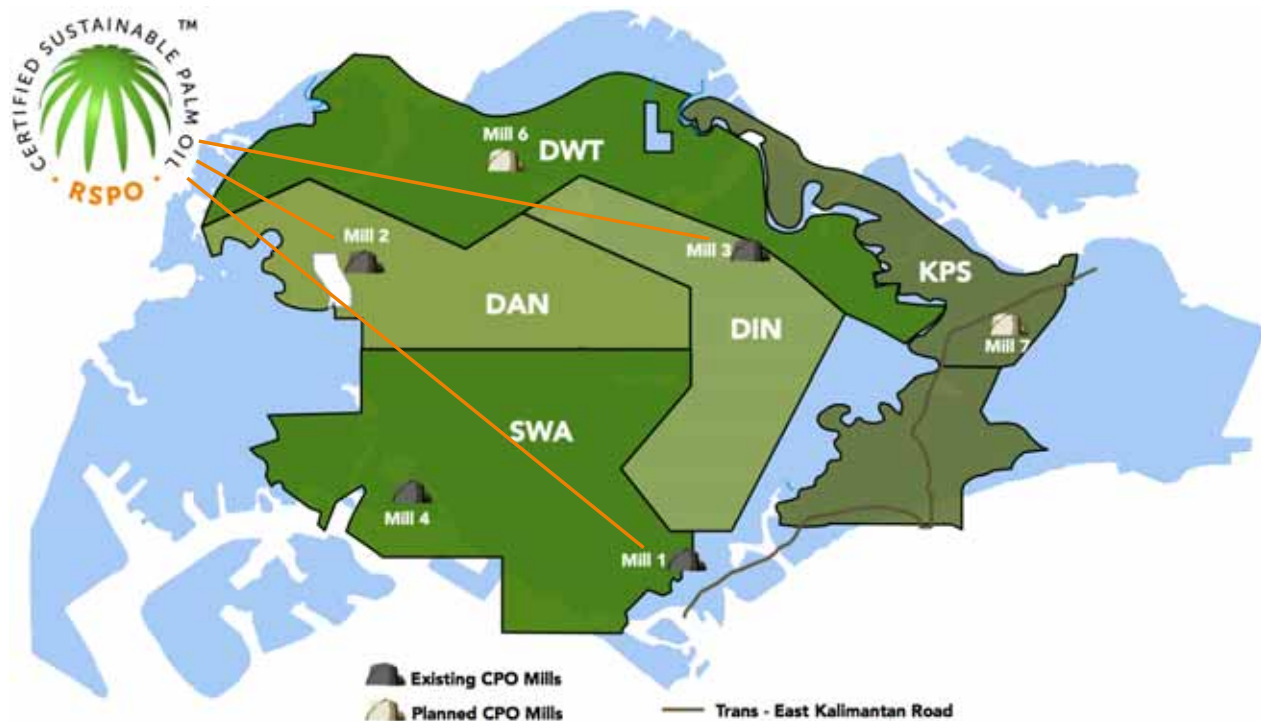 CERTIFIED SUSTAINABLE PALM OIL
™
· RSPO ·
Mill 6
DWT
Mill 2
Mill 3
KPS
DAN
DIN
Mill 7
SWA
Mill 4
Mill 1
Existing CPO Mills
Planned CPO Mills
Trans - East Kalimantan Road